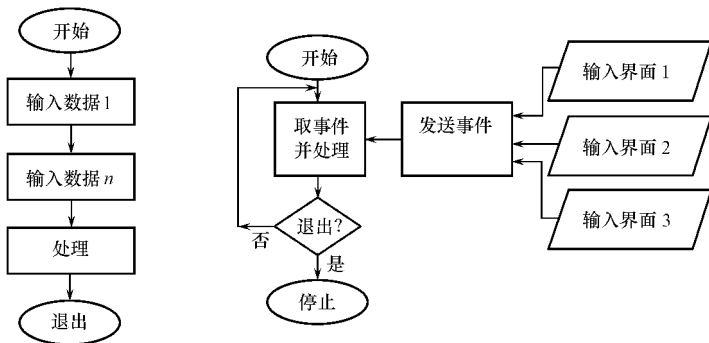 开始
输入数据1
输入数据n
处理
退出
开始
取事件
并处理
退出?
否
是
停止
发送事件
输入界面1
输入界面2
输入界面3